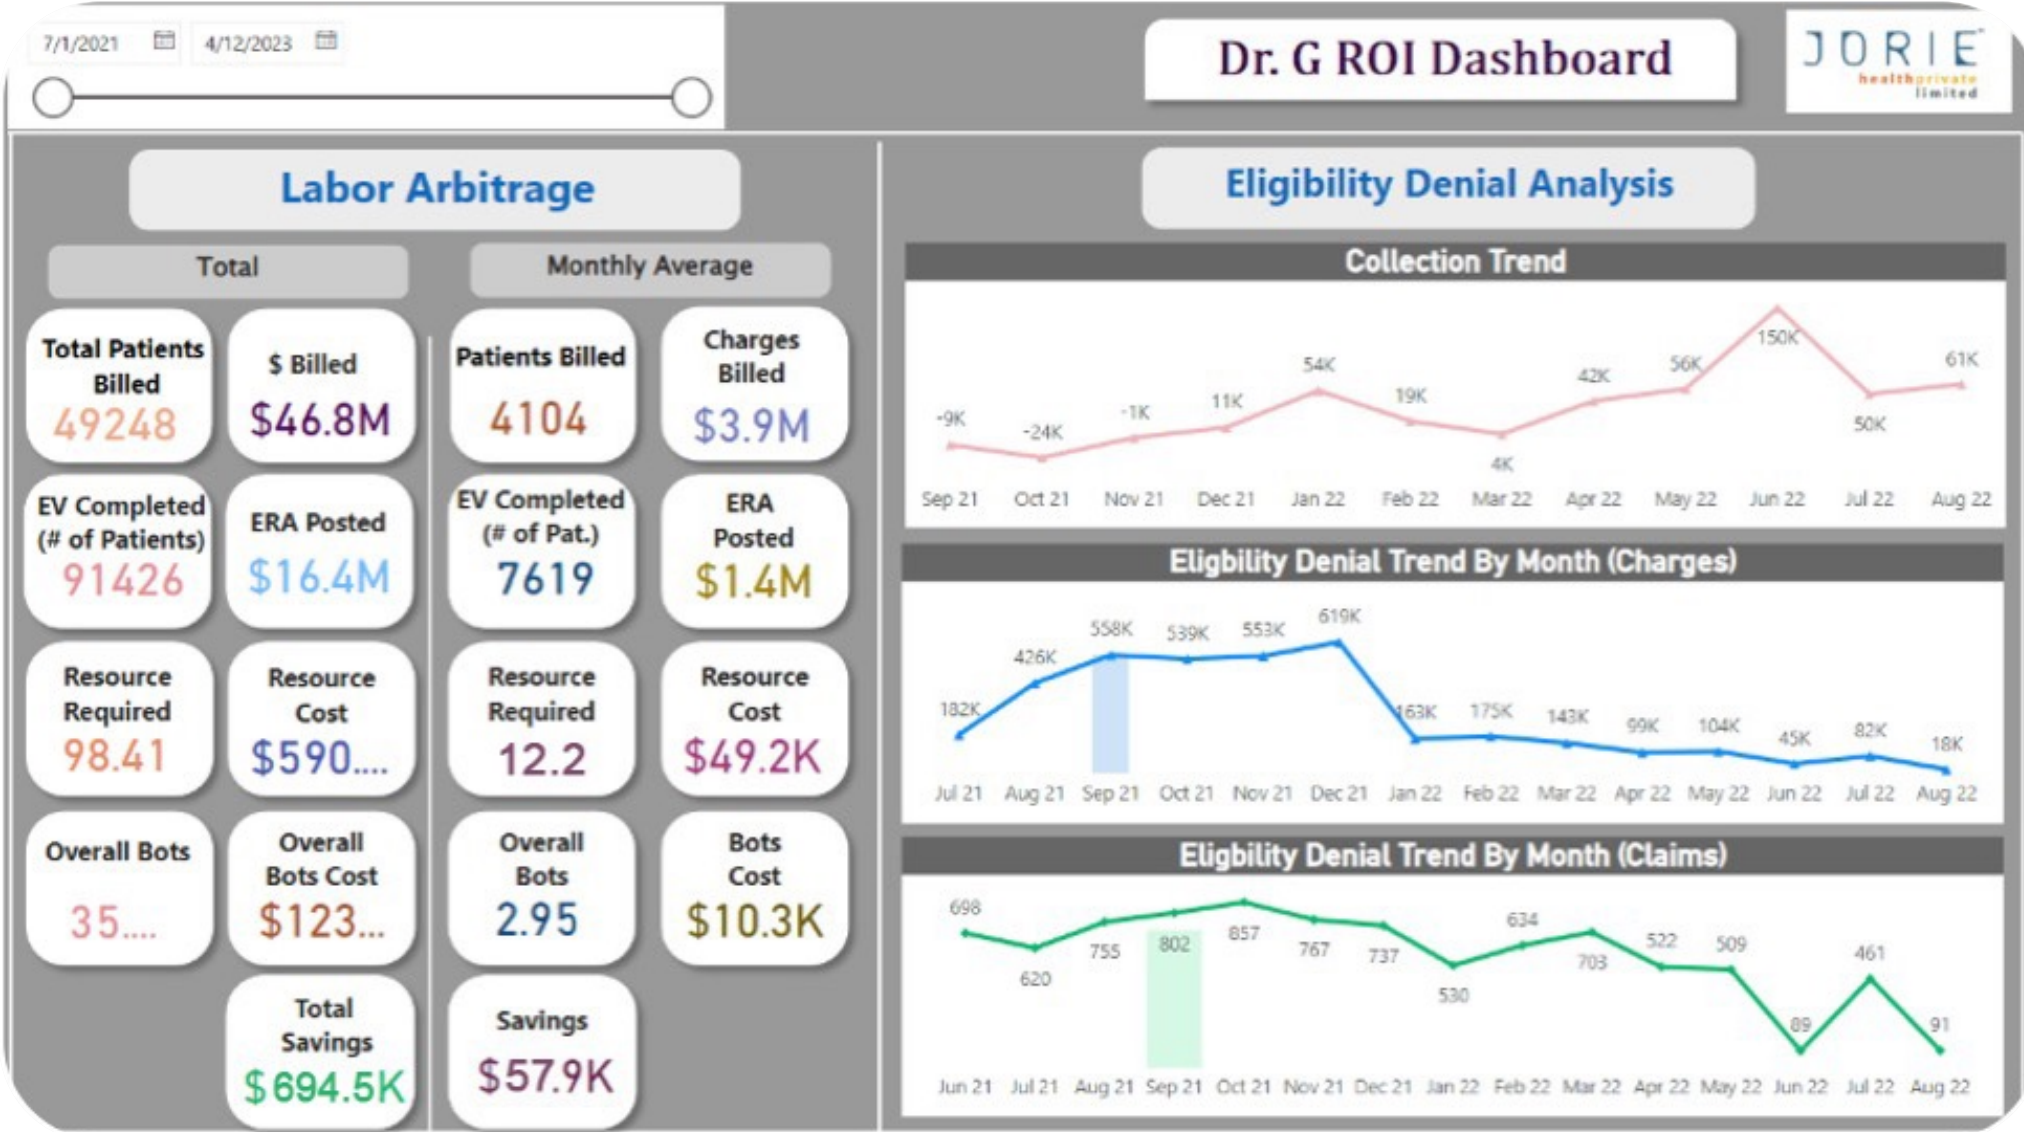 7/1/2021
4/12/2023
Dr. G ROI Dashboard
JORIE
healthprivate
limited
Labor Arbitrage
Total
Monthly Average
Total Patients
Billed
49248
$ Billed
$46.8M
Patients Billed
4104
Charges
Billed
$3.9M
EV Completed
(# of Patients)
91426
ERA Posted
$16.4M
EV Completed
(# of Pat.)
7619
ERA
Posted
$1.4M
Resource
Required
98.41
Resource
Cost
$590....
Resource
Required
12.2
Resource
Cost
$49.2K
Overall Bots
35....
Overall
Bots Cost
$123...
Overall
Bots
2.95
Bots
Cost
$10.3K
Total
Savings
$694.5K
Savings
$57.9K
Eligibility Denial Analysis
Collection Trend
-9K -24K -1K 11K 54K 19K 4K 42K 56K 150K 50K 61K
Sep 21 Oct 21 Nov 21 Dec 21 Jan 22 Feb 22 Mar 22 Apr 22 May 22 Jun 22 Jul 22 Aug 22
Eligbility Denial Trend By Month (Charges)
182K 426K 558K 539K 553K 619K 163K 175K 143K 99K 104K 45K 82K 18K
Jul 21 Aug 21 Sep 21 Oct 21 Nov 21 Dec 21 Jan 22 Feb 22 Mar 22 Apr 22 May 22 Jun 22 Jul 22 Aug 22
Eligbility Denial Trend By Month (Claims)
698 620 755 802 857 767 737 530 634 703 522 509 89 461 91
Jun 21 Jul 21 Aug 21 Sep 21 Oct 21 Nov 21 Dec 21 Jan 22 Feb 22 Mar 22 Apr 22 May 22 Jun 22 Jul 22 Aug 22